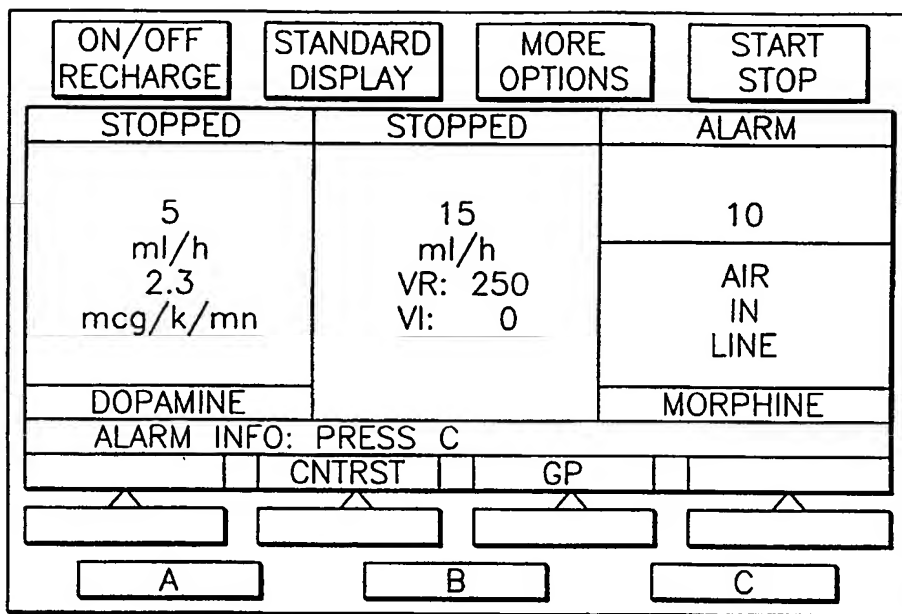 ON/OFF RECHARGE
STANDARD DISPLAY
MORE OPTIONS
START STOP
STOPPED
STOPPED
ALARM
5
ml/h
2.3
mcg/k/mn
15
ml/h
VR: 250
VI: 0
10
AIR
IN
LINE
DOPAMINE
MORPHINE
ALARM INFO: PRESS C
CNTRST
GP
A
B
C